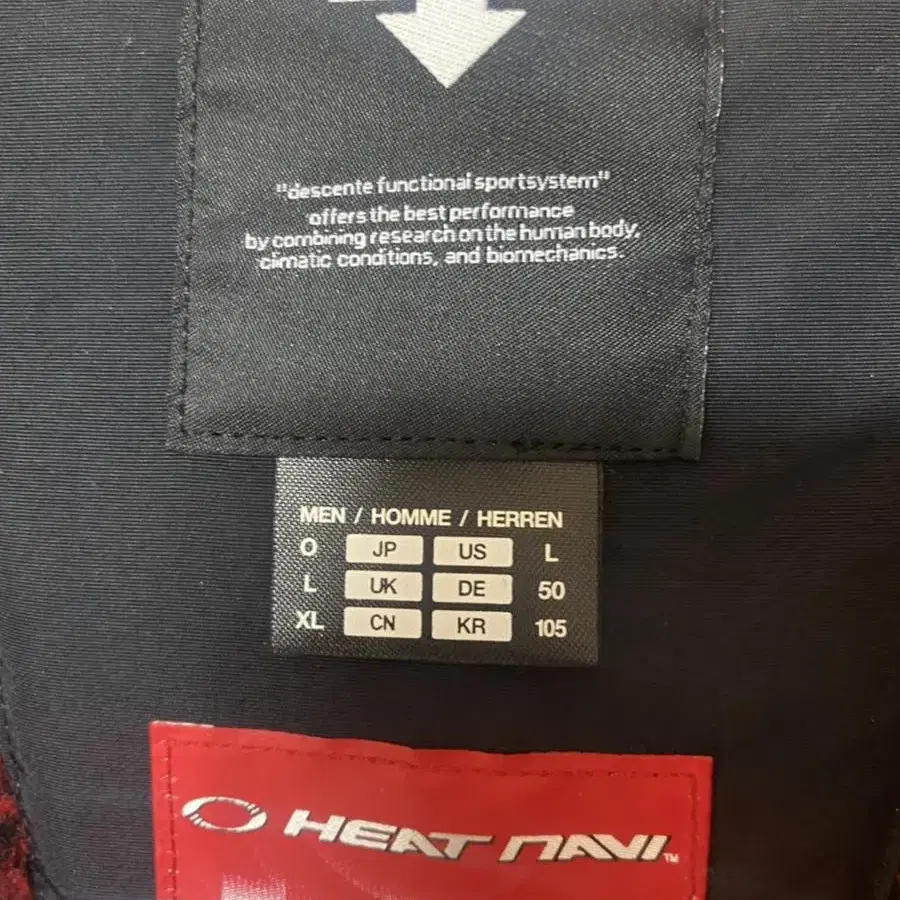 "descente functional sportsystem"
offers the best performance
by combining research on the human body,
climatic conditions, and biomechanics.
MEN / HOMME / HERREN
O JP US L
L UK DE 50
XL CN KR 105
HEAT NAVI™